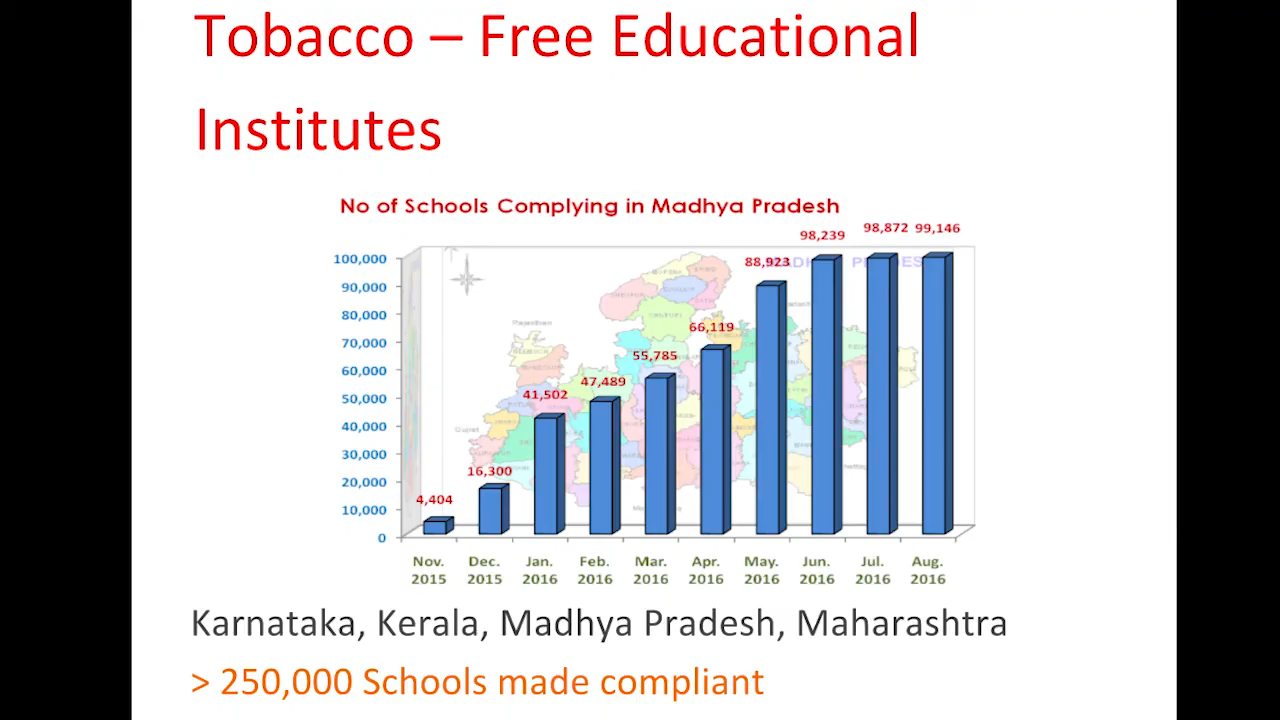 Tobacco – Free Educational
Institutes
No of Schools Complying in Madhya Pradesh
100,000
90,000
80,000
70,000
60,000
50,000
40,000
30,000
20,000
10,000
0
4,404
16,300
41,502
47,489
55,785
66,119
88,923
98,239
98,872
99,146
Nov. 2015
Dec. 2015
Jan. 2016
Feb. 2016
Mar. 2016
Apr. 2016
May. 2016
Jun. 2016
Jul. 2016
Aug. 2016
Karnataka, Kerala, Madhya Pradesh, Maharashtra
> 250,000 Schools made compliant